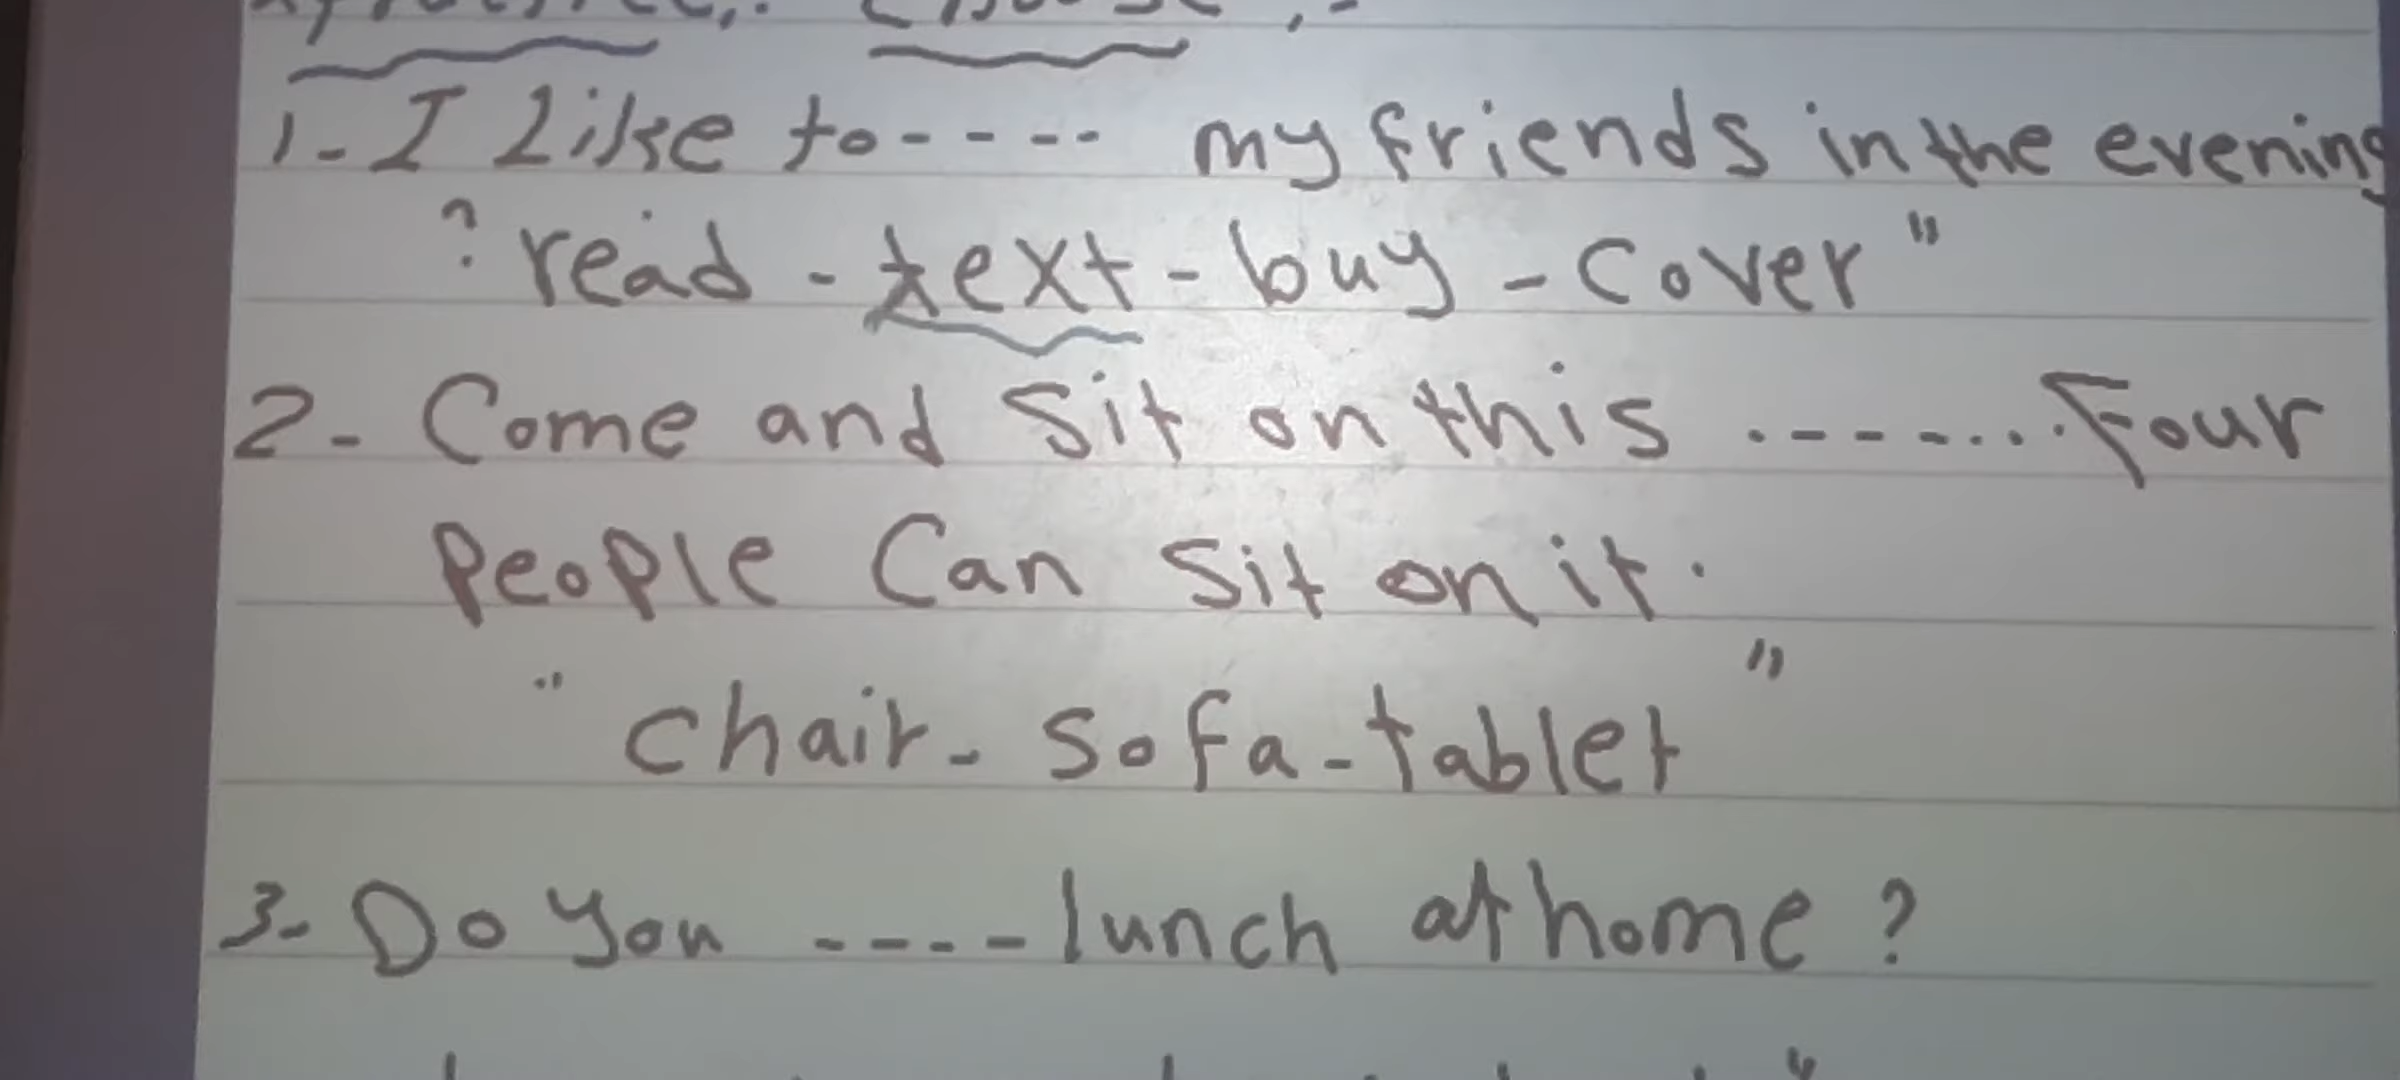 1- I Like to---- my friends in the evening
? read - text - buy - cover "
2- Come and Sit on this ....... Four
People Can Sit on it.
" chair - sofa - tablet "
3- Do you ---- lunch at home ?